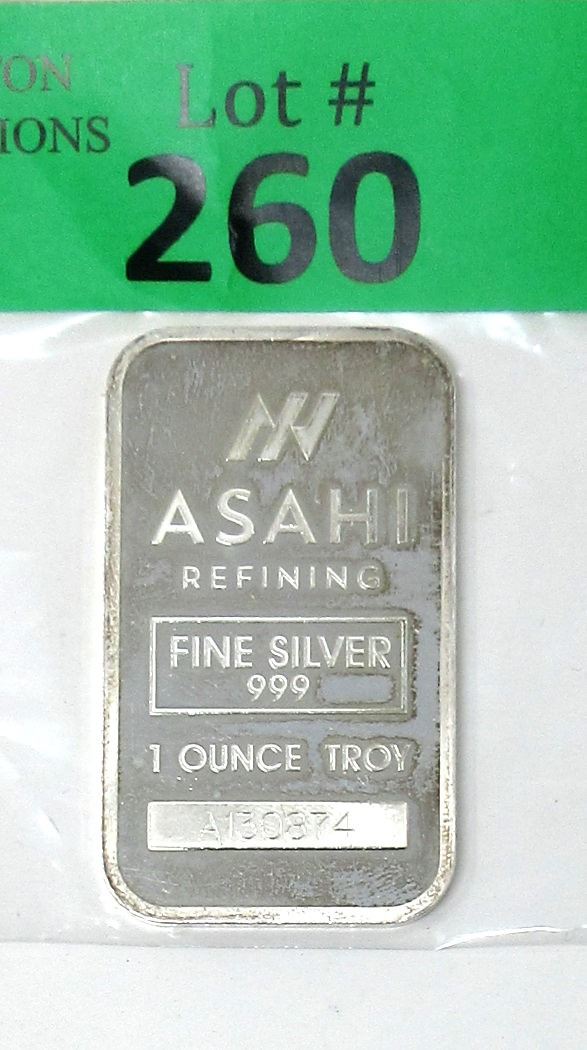 ON
Lot #
IONS
260
ASAHI
REFINING
FINE SILVER
999
1 OUNCE TROY
A130874